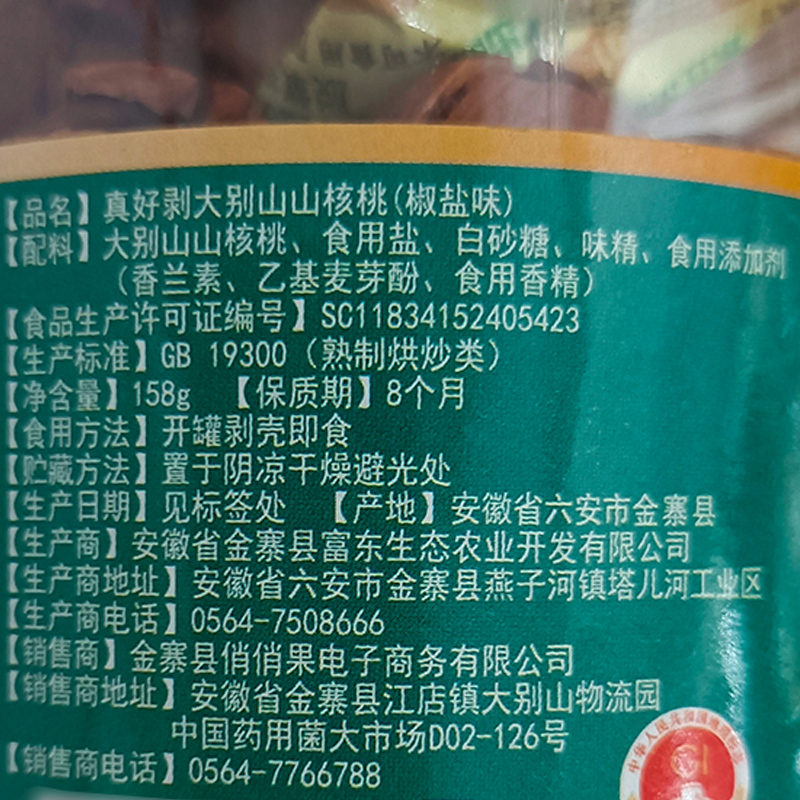 【品名】真好剥大别山山核桃(椒盐味)
【配料】大别山山核桃、食用盐、白砂糖、味精、食用添加剂
(香兰素、乙基麦芽酚、食用香精)
【食品生产许可证编号】SC11834152405423
【生产标准】GB 19300 (熟制烘炒类)
【净含量】158g 【保质期】8个月
【食用方法】开罐剥壳即食
【贮藏方法】置于阴凉干燥避光处
【生产日期】见标签处 【产地】安徽省六安市金寨县
【生产商】安徽省金寨县富东生态农业开发有限公司
【生产商地址】安徽省六安市金寨县燕子河镇塔儿河工业区
【生产商电话】0564-7508666
【销售商】金寨县俏俏果电子商务有限公司
【销售商地址】安徽省金寨县江店镇大别山物流园
中国药用菌大市场D02-126号
【销售商电话】0564-7766788
中华人民共和国
GI